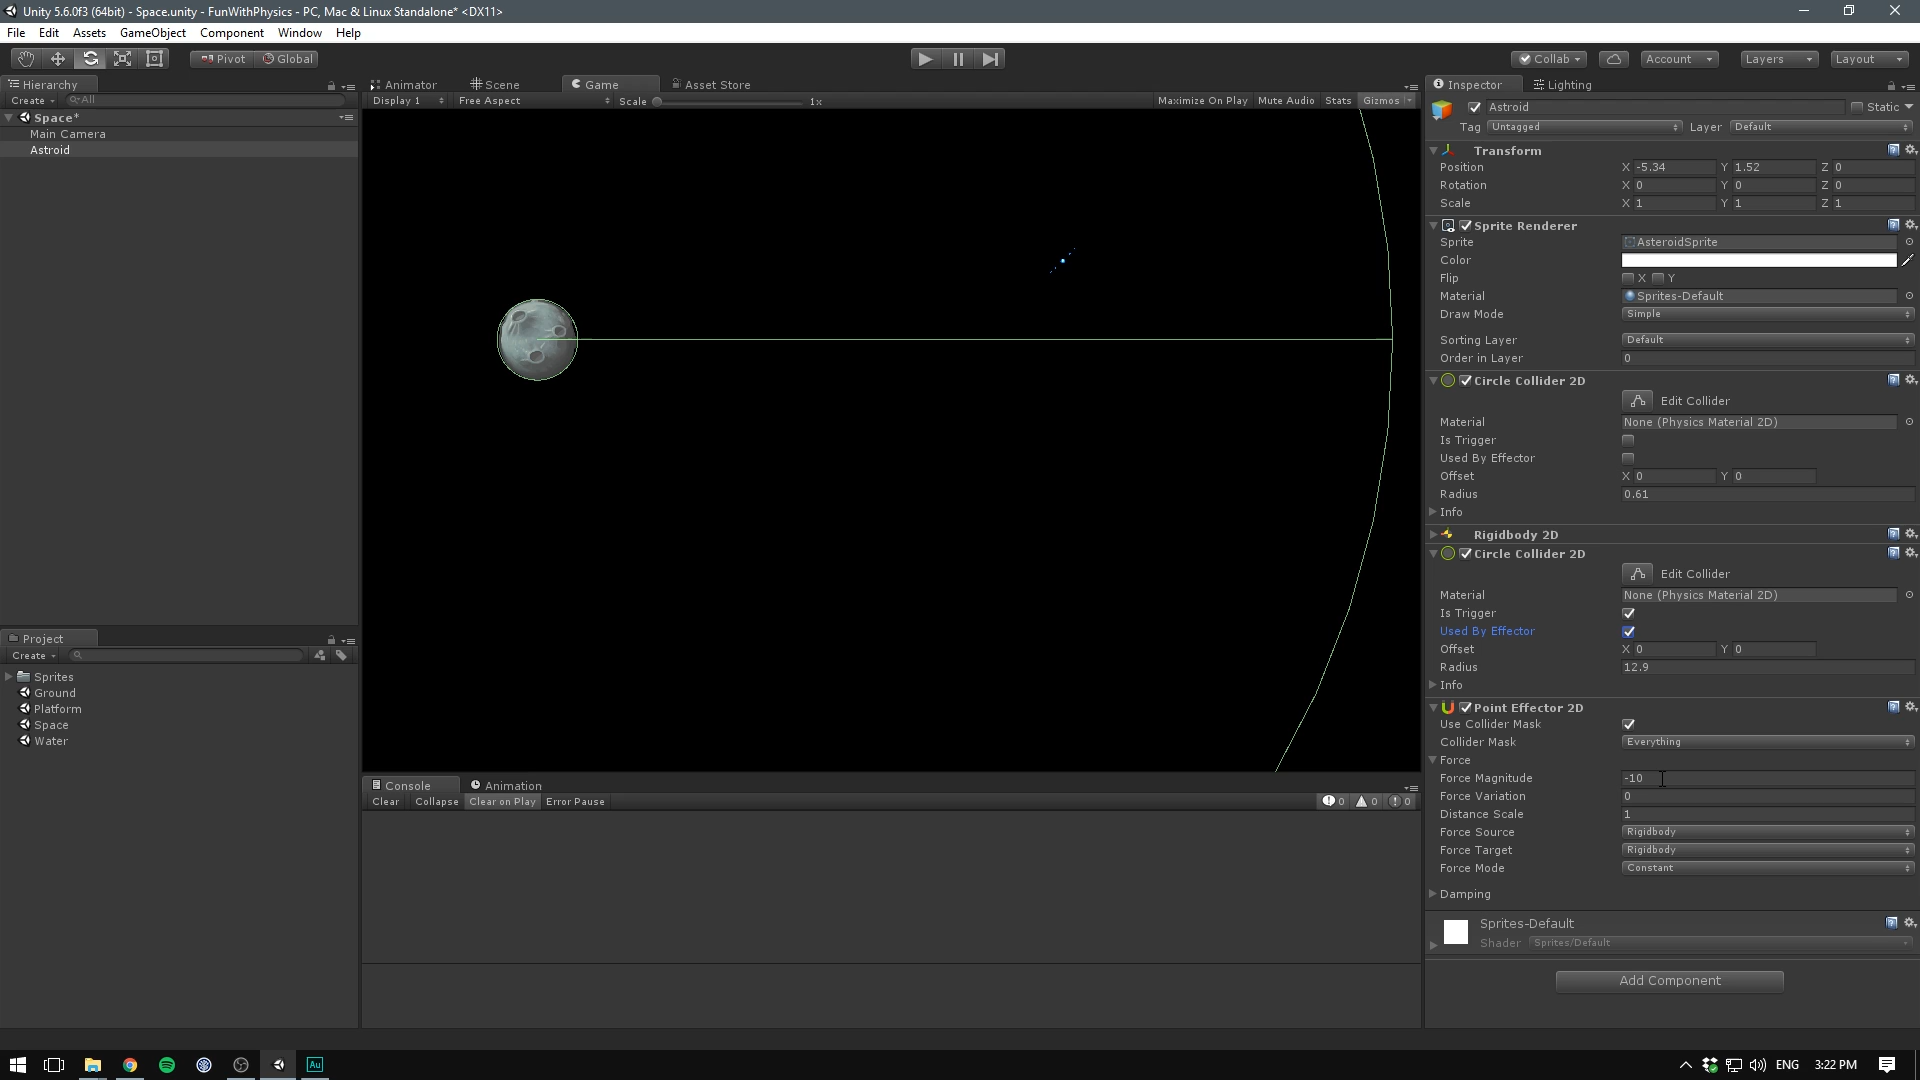 Unity 5.6.0f3 (64bit) - Space.unity - FunWithPhysics - PC, Mac & Linux Standalone* <DX11>
File Edit Assets GameObject Component Window Help
Pivot Global Collab Account Layers Layout
Hierarchy
Create All
Space*
Main Camera
Astroid
Project
Create
Sprites
Ground
Platform
Space
Water
Animator Scene Game Asset Store
Display 1 Free Aspect Scale 1x Maximize On Play Mute Audio Stats Gizmos
Console Animation
Clear Collapse Clear on Play Error Pause 0 0 0
Inspector Lighting
Astroid Static
Tag Untagged Layer Default
Transform
Position X -5.34 Y 1.52 Z 0
Rotation X 0 Y 0 Z 0
Scale X 1 Y 1 Z 1
Sprite Renderer
Sprite AsteroidSprite
Color
Flip X Y
Material Sprites-Default
Draw Mode Simple
Sorting Layer Default
Order in Layer 0
Circle Collider 2D
Edit Collider
Material None (Physics Material 2D)
Is Trigger
Used By Effector
Offset X 0 Y 0
Radius 0.61
Info
Rigidbody 2D
Circle Collider 2D
Edit Collider
Material None (Physics Material 2D)
Is Trigger
Used By Effector
Offset X 0 Y 0
Radius 12.9
Info
Point Effector 2D
Use Collider Mask
Collider Mask Everything
Force
Force Magnitude -10
Force Variation 0
Distance Scale 1
Force Source Rigidbody
Force Target Rigidbody
Force Mode Constant
Damping
Sprites-Default
Shader Sprites/Default
Add Component
Au ENG 3:22 PM